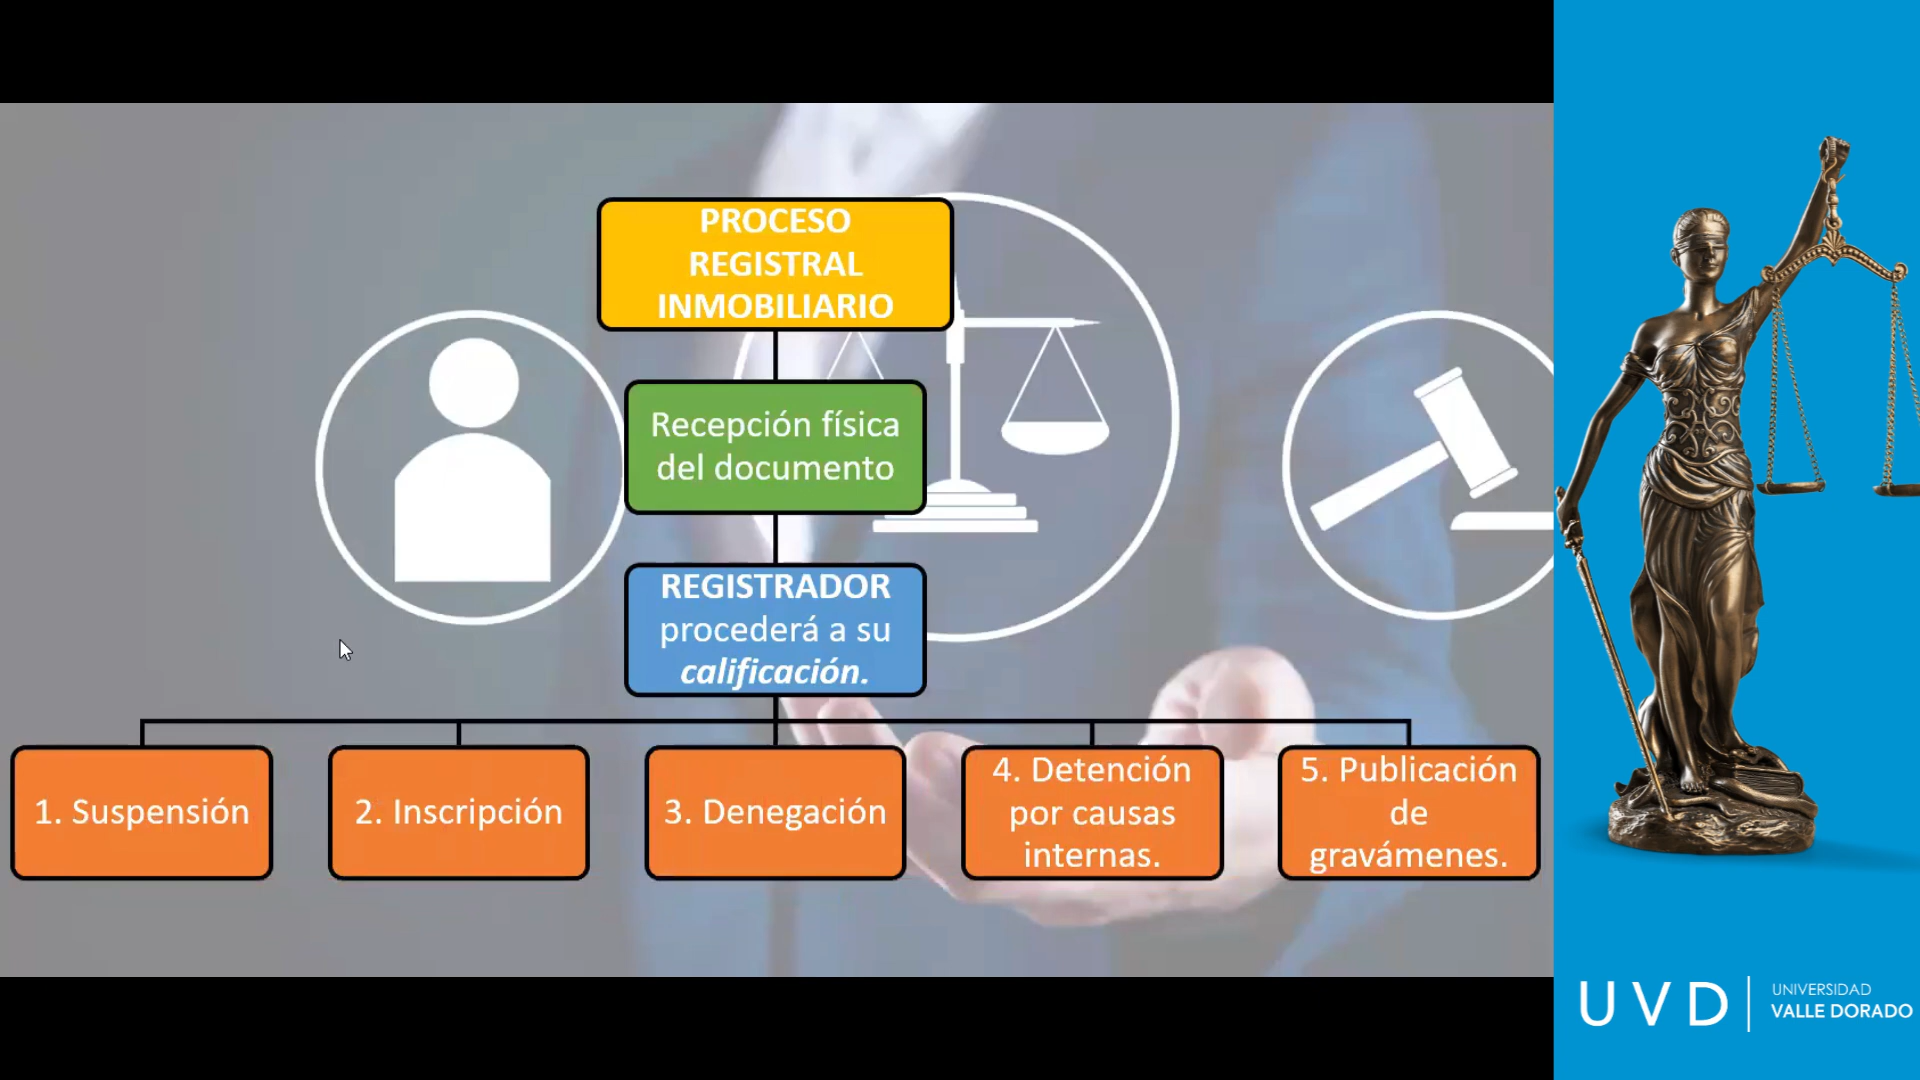 PROCESO
REGISTRAL
INMOBILIARIO
Recepción física
del documento
REGISTRADOR
procederá a su
calificación.
1. Suspensión
2. Inscripción
3. Denegación
4. Detención
por causas
internas.
5. Publicación
de
gravámenes.
UVD
UNIVERSIDAD
VALLE DORADO